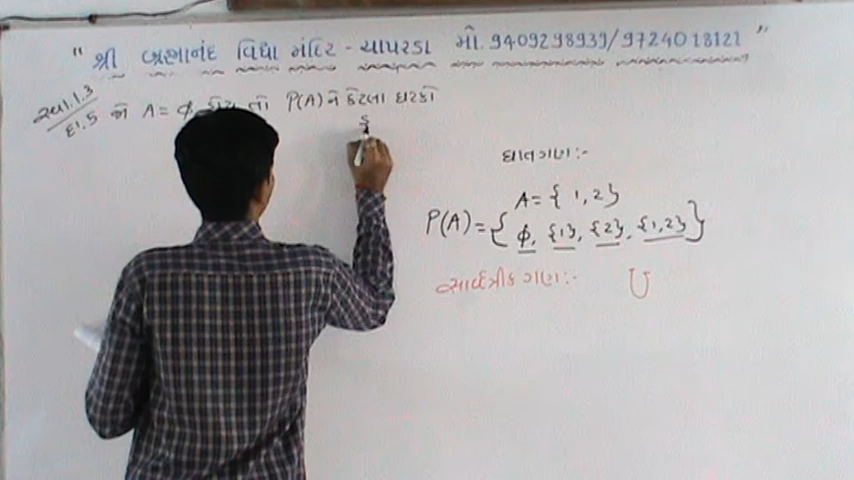 " શ્રી બ્રહ્માનંદ વિદ્યા મંદિર - ચાપરડા મો. 9409298939/9724018121 "
સ્વા.1.3
દા.5 જો A = ϕ હોય તો P(A) ને કેટલા ઘટકો
ઘાતગણ:-
A = { 1, 2 }
P(A) = { ϕ, {1}, {2}, {1,2} }
સાર્વત્રીક ગણ:- U